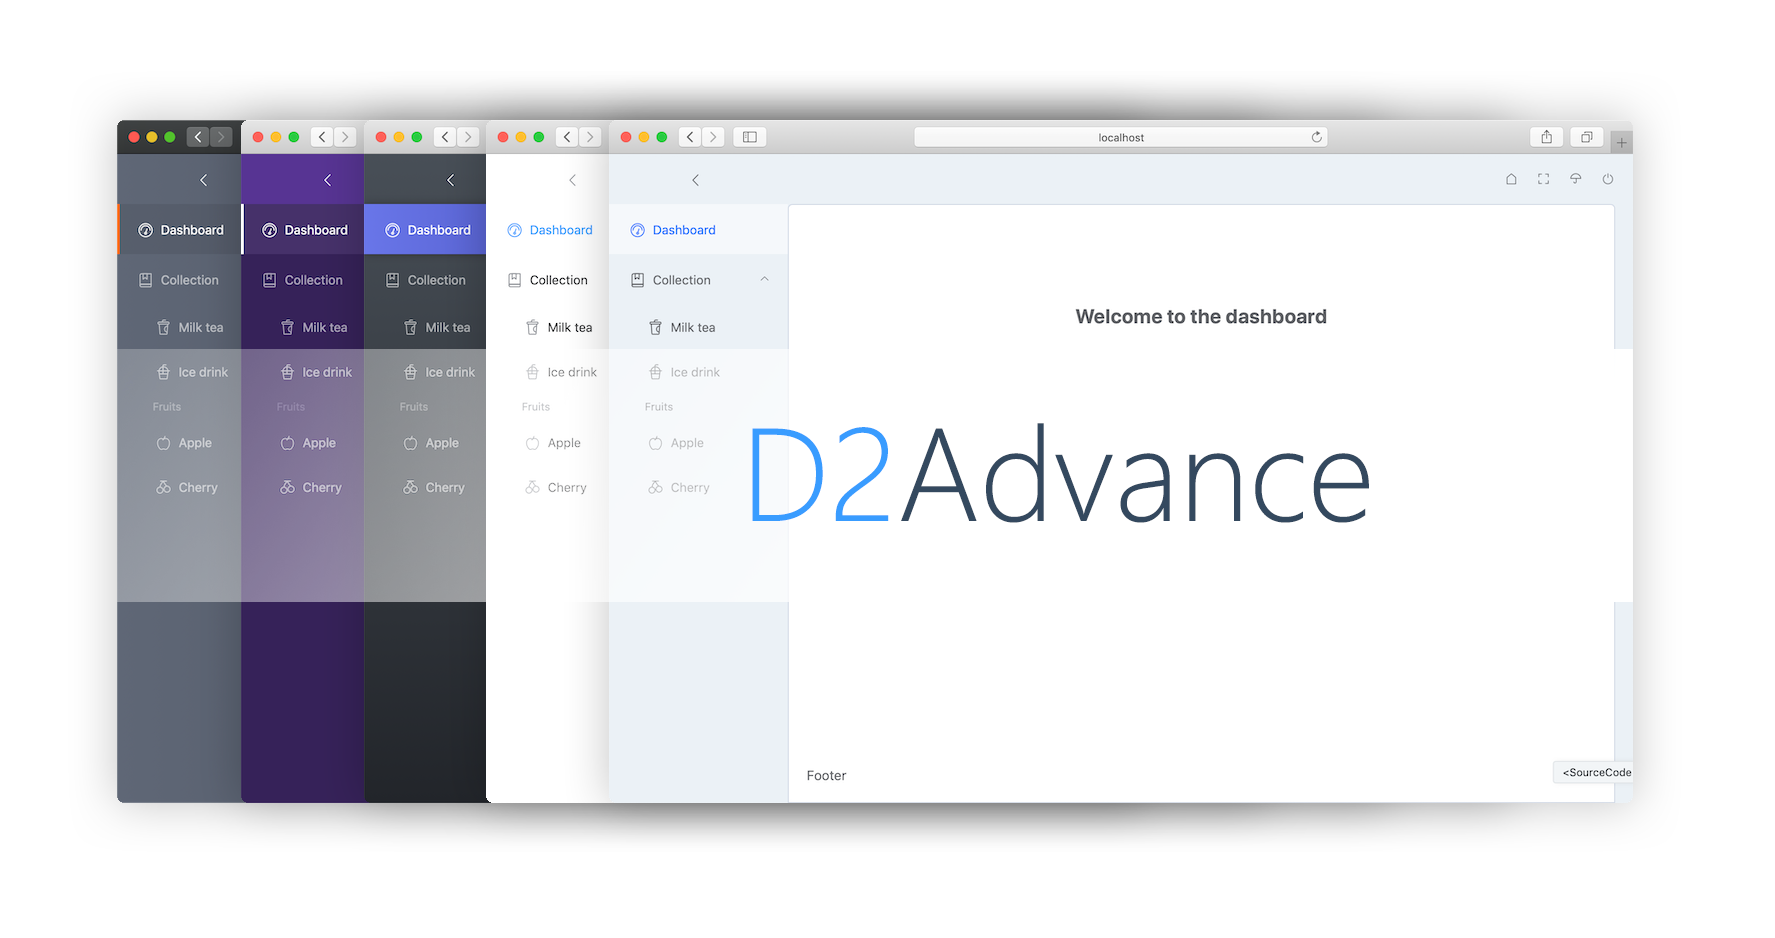 localhost
Dashboard
Collection
Milk tea
Ice drink
Fruits
Apple
Cherry
Dashboard
Collection
Milk tea
Ice drink
Fruits
Apple
Cherry
Dashboard
Collection
Milk tea
Ice drink
Fruits
Apple
Cherry
Dashboard
Collection
Milk tea
Ice drink
Fruits
Apple
Cherry
Dashboard
Collection
Milk tea
Ice drink
Fruits
Apple
Cherry
Welcome to the dashboard
D2Advance
Footer
<SourceCode